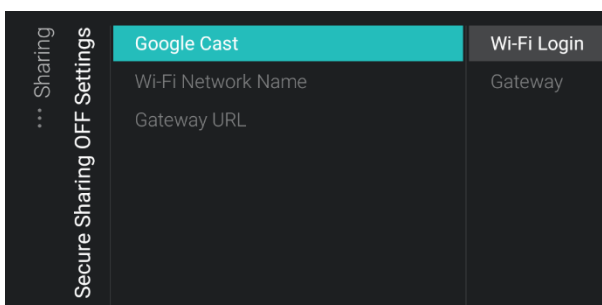 ... Sharing
Secure Sharing OFF Settings
Google Cast
Wi-Fi Network Name
Gateway URL
Wi-Fi Login
Gateway